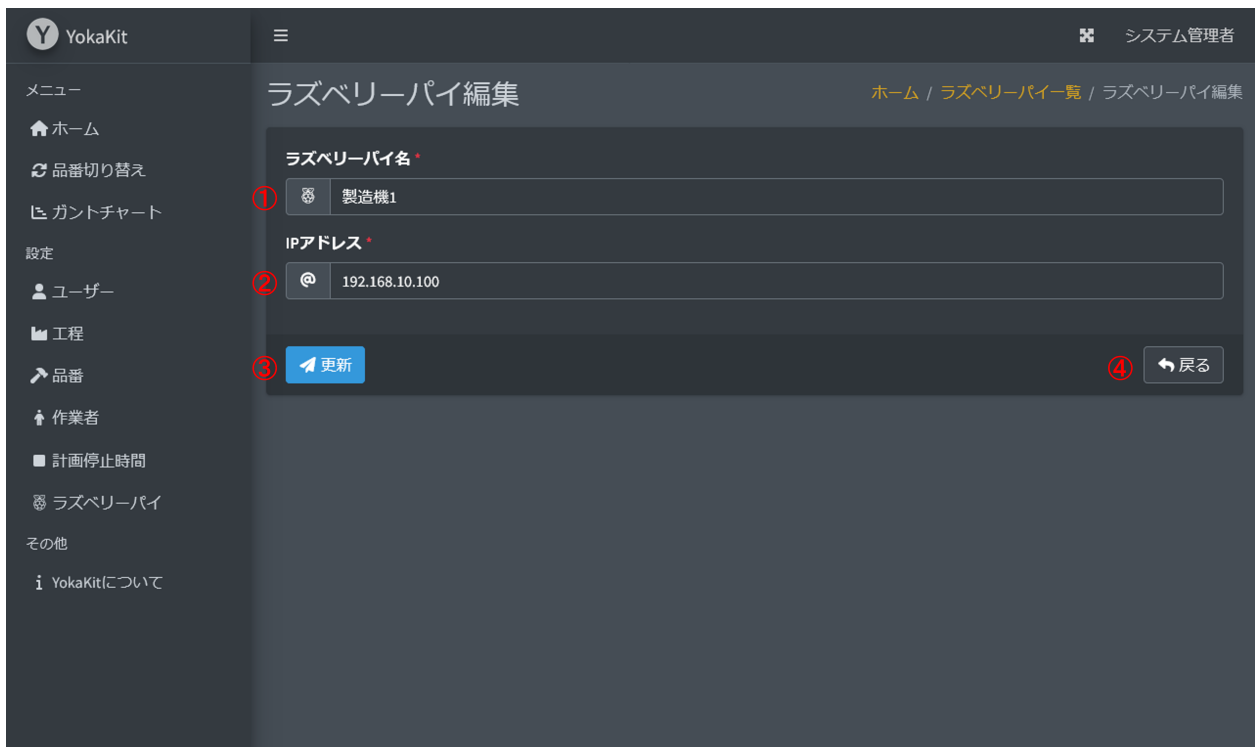 Y YokaKit
システム管理者
メニュー
ホーム
品番切り替え
ガントチャート
設定
ユーザー
工程
品番
作業者
計画停止時間
ラズベリーパイ
その他
i YokaKitについて
ラズベリーパイ編集
ホーム / ラズベリーパイ一覧 / ラズベリーパイ編集
ラズベリーパイ名 *
① 製造機1
IPアドレス *
② @ 192.168.10.100
③ 更新
④ 戻る